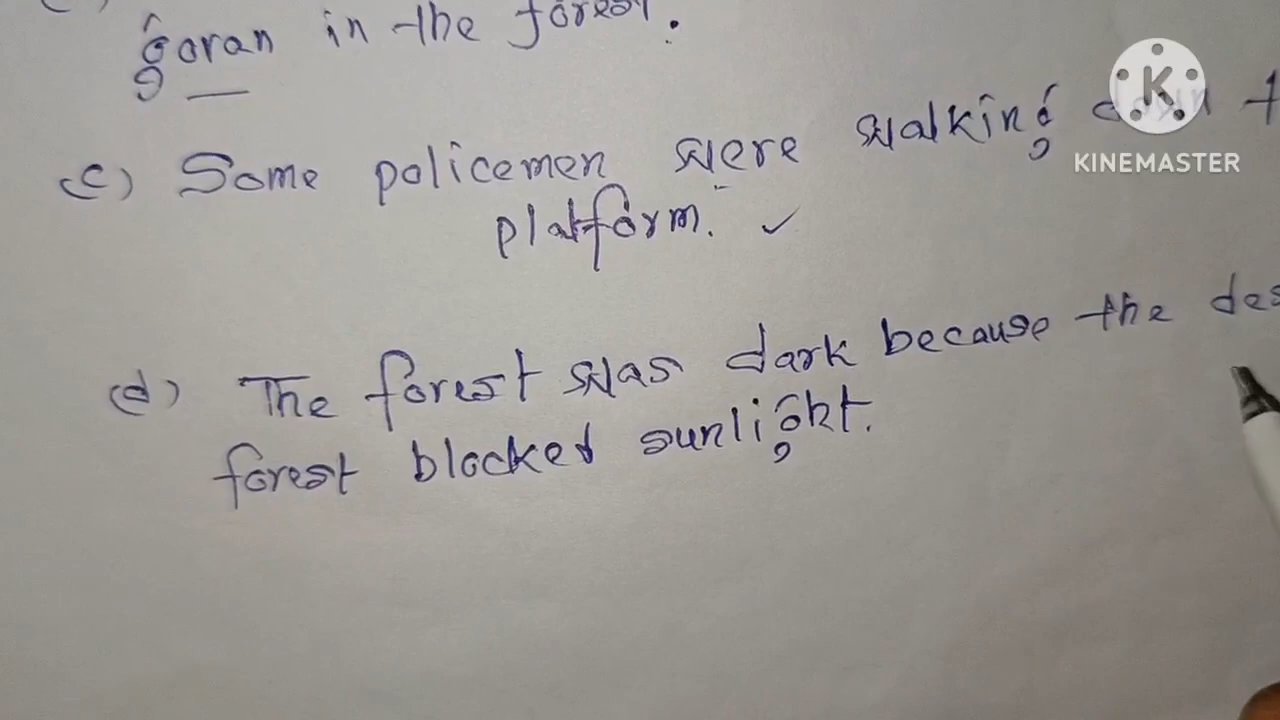 goran in the forest.
(c) Some policemen were walking down
platform.
(d) The forest was dark because the
forest blocked sunlight.
KINEMASTER